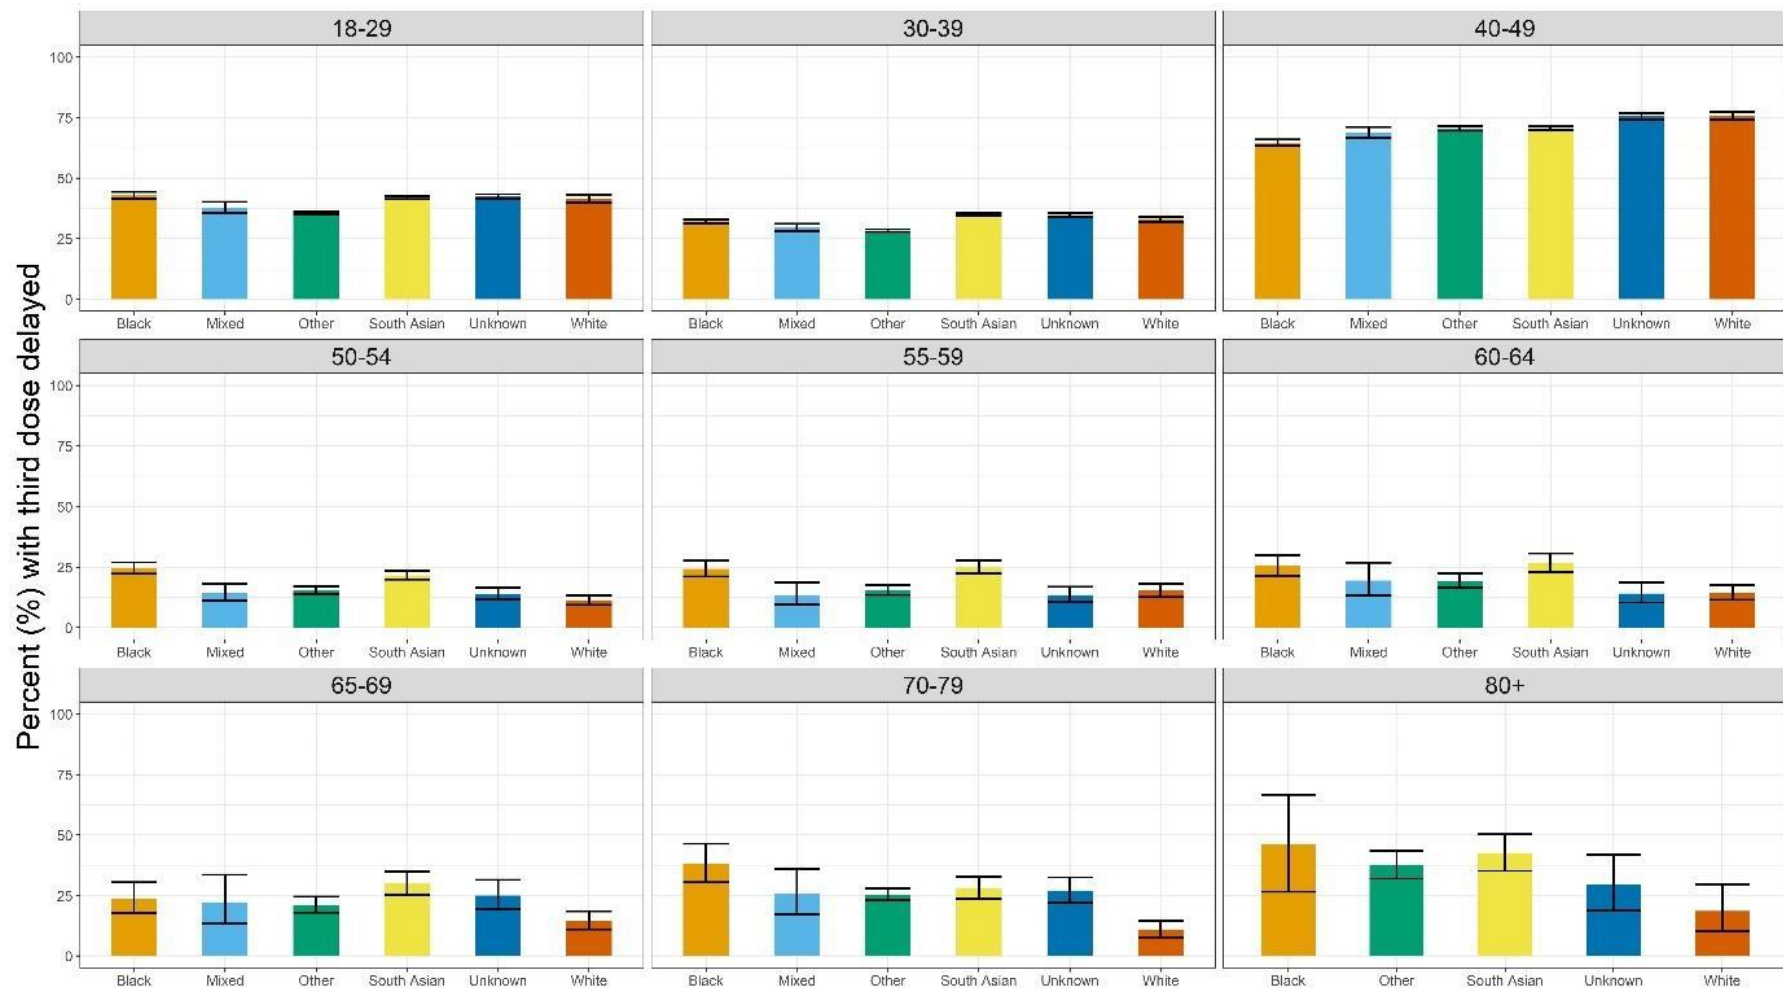 Percent (%) with third dose delayed
18-29
30-39
40-49
100
75
50
25
0
Black Mixed Other South Asian Unknown White
Black Mixed Other South Asian Unknown White
Black Mixed Other South Asian Unknown White
50-54
55-59
60-64
100
75
50
25
0
Black Mixed Other South Asian Unknown White
Black Mixed Other South Asian Unknown White
Black Mixed Other South Asian Unknown White
65-69
70-79
80+
100
75
50
25
0
Black Mixed Other South Asian Unknown White
Black Mixed Other South Asian Unknown White
Black Other South Asian Unknown White